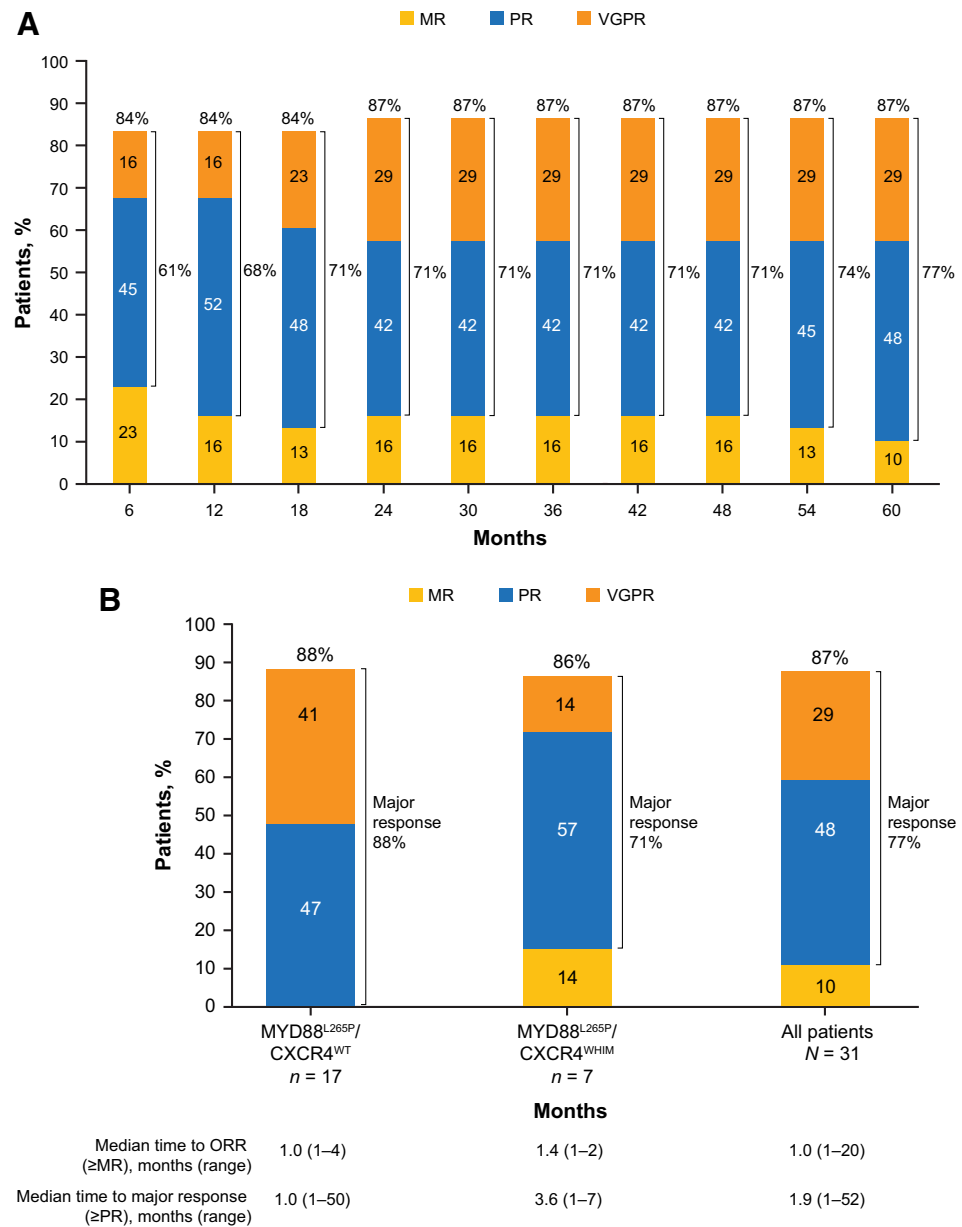 A
MR PR VGPR
100
90
80
70
60
50
40
30
20
10
0
Patients, %
84% 84% 84% 87% 87% 87% 87% 87% 87% 87%
16 16 23 29 29 29 29 29 29 29
61% 68% 71% 71% 71% 71% 71% 71% 74% 77%
45 52 48 42 42 42 42 42 45 48
23 16 13 16 16 16 16 16 13 10
6 12 18 24 30 36 42 48 54 60
Months
B
MR PR VGPR
100
90
80
70
60
50
40
30
20
10
0
Patients, %
88% 86% 87%
41 14 29
Major
response
88%
Major
response
71%
Major
response
77%
47 57 48
14 10
MYD88L265P/
CXCR4WT
n = 17
MYD88L265P/
CXCR4WHIM
n = 7
All patients
N = 31
Months
Median time to ORR
(≥MR), months (range)
1.0 (1–4) 1.4 (1–2) 1.0 (1–20)
Median time to major response
(≥PR), months (range)
1.0 (1–50) 3.6 (1–7) 1.9 (1–52)